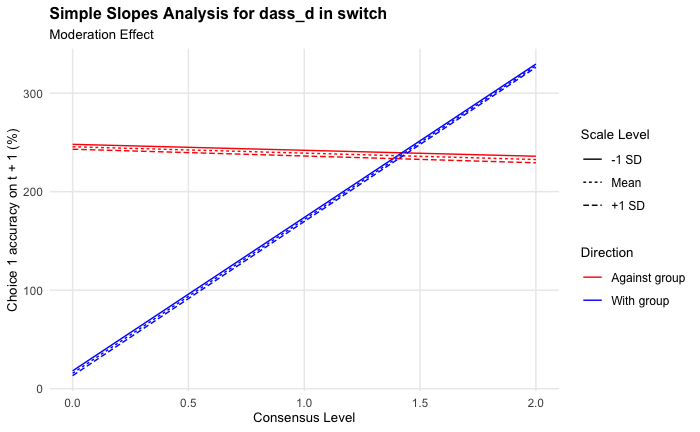 Simple Slopes Analysis for dass_d in switch
Moderation Effect
Choice 1 accuracy on t + 1 (%)
300
200
100
0
0.0 0.5 1.0 1.5 2.0
Consensus Level
Scale Level
-1 SD
Mean
+1 SD
Direction
Against group
With group